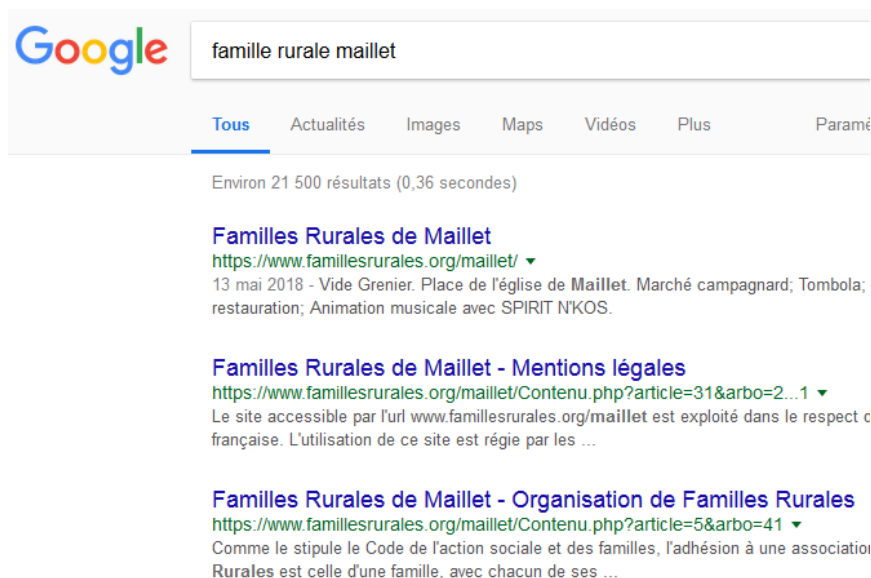 Google
famille rurale maillet
Tous Actualités Images Maps Vidéos Plus
Environ 21 500 résultats (0,36 secondes)
Familles Rurales de Maillet
https://www.famillesrurales.org/maillet/
13 mai 2018 - Vide Grenier. Place de l'église de Maillet. Marché campagnard; Tombola;
restauration; Animation musicale avec SPIRIT N'KOS.
Familles Rurales de Maillet - Mentions légales
https://www.famillesrurales.org/maillet/Contenu.php?article=31&arbo=2...1
Le site accessible par l'url www.famillesrurales.org/maillet est exploité dans le respect
française. L'utilisation de ce site est régie par les ...
Familles Rurales de Maillet - Organisation de Familles Rurales
https://www.famillesrurales.org/maillet/Contenu.php?article=5&arbo=41
Comme le stipule le Code de l'action sociale et des familles, l'adhésion à une association
Rurales est celle d'une famille, avec chacun de ses ...